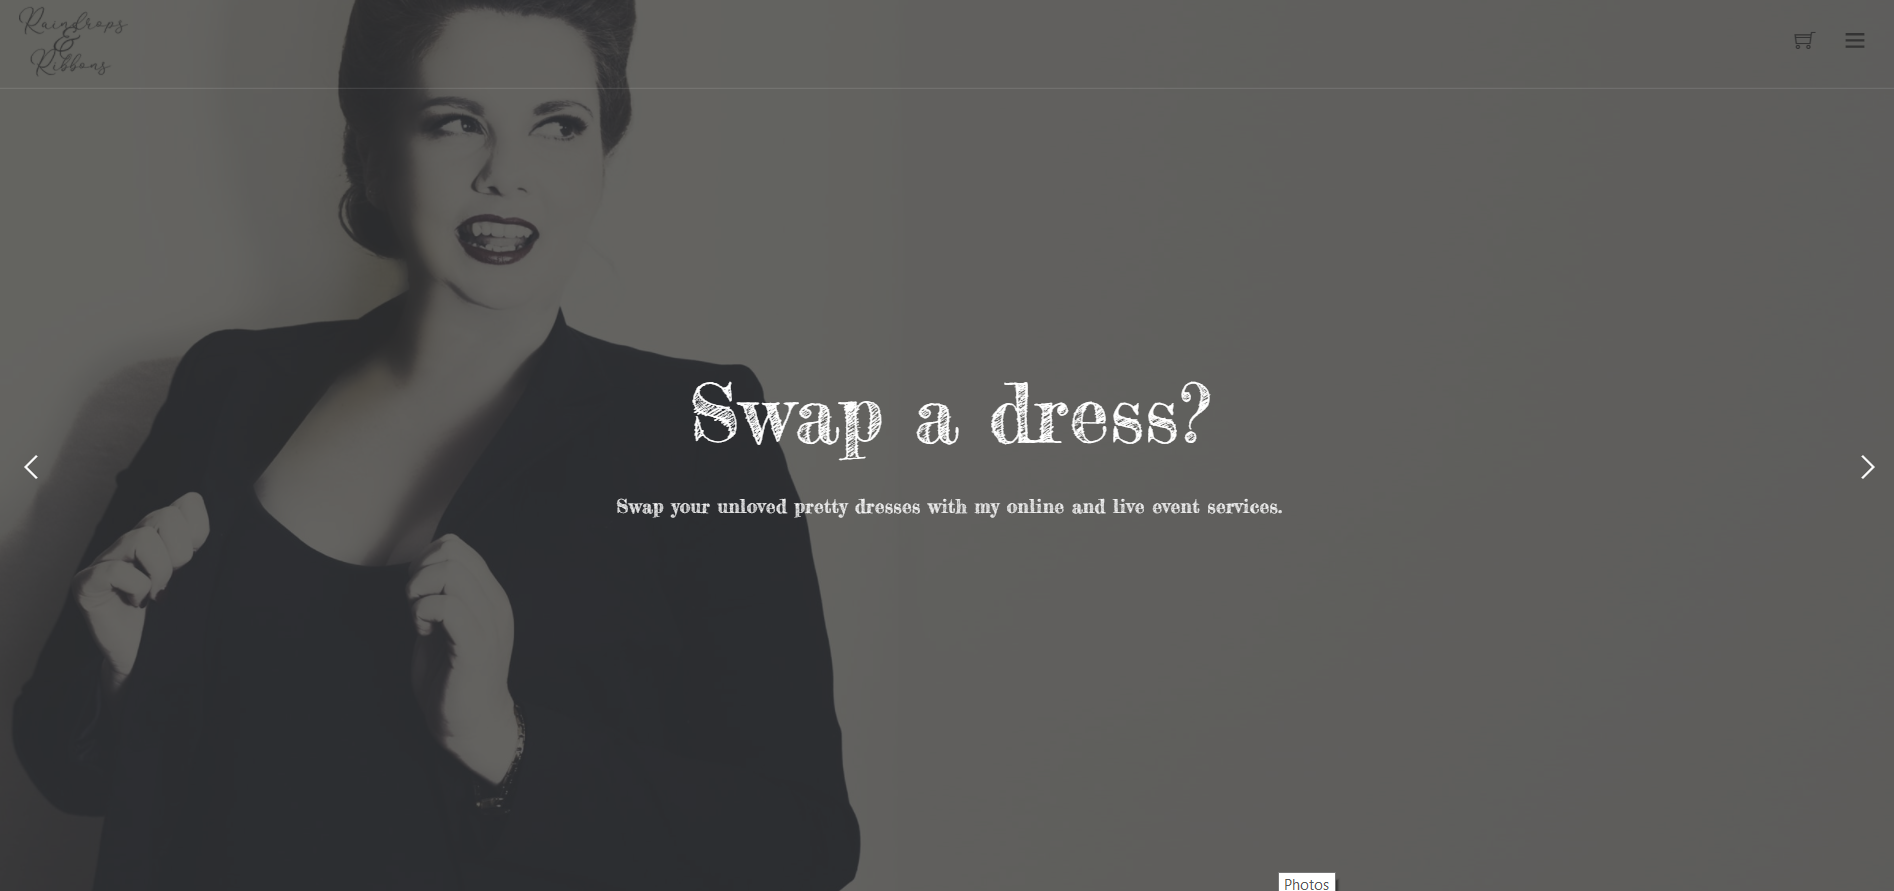 Raindrops
&
Ribbons
Swap a dress?
Swap your unloved pretty dresses with my online and live event services.
Photos